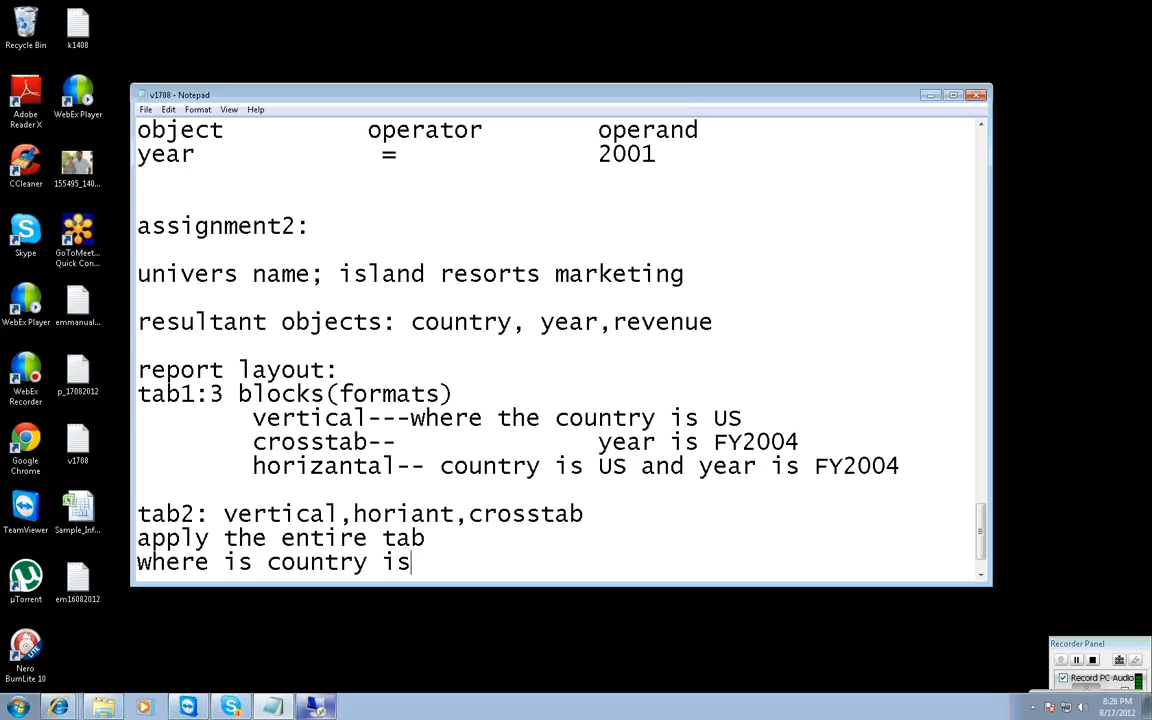 Recycle Bin
k1408
Adobe
Reader X
WebEx Player
CCleaner
155495_140...
Skype
GoToMeet...
Quick Con...
WebEx Player
emmanual...
WebEx
Recorder
p_17082012
Google
Chrome
v1708
TeamViewer
Sample_Inf...
µTorrent
em16082012
Nero
BurnLite 10
v1708 - Notepad
File Edit Format View Help
object operator operand
year = 2001
assignment2:
univers name; island resorts marketing
resultant objects: country, year,revenue
report layout:
tab1:3 blocks(formats)
vertical---where the country is US
crosstab-- year is FY2004
horizantal-- country is US and year is FY2004
tab2: vertical,horiant,crosstab
apply the entire tab
where is country is
Recorder Panel
Record PC Audio
8:26 PM
8/17/2012